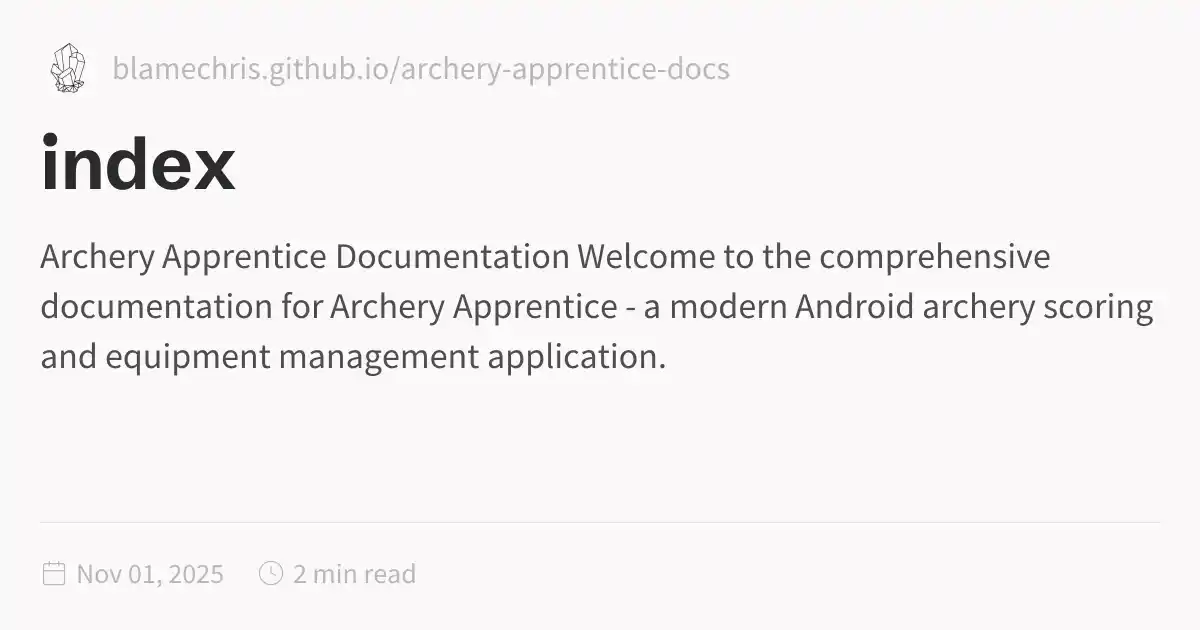 blamechris.github.io/archery-apprentice-docs
index
Archery Apprentice Documentation Welcome to the comprehensive
documentation for Archery Apprentice - a modern Android archery scoring
and equipment management application.
Nov 01, 2025 2 min read